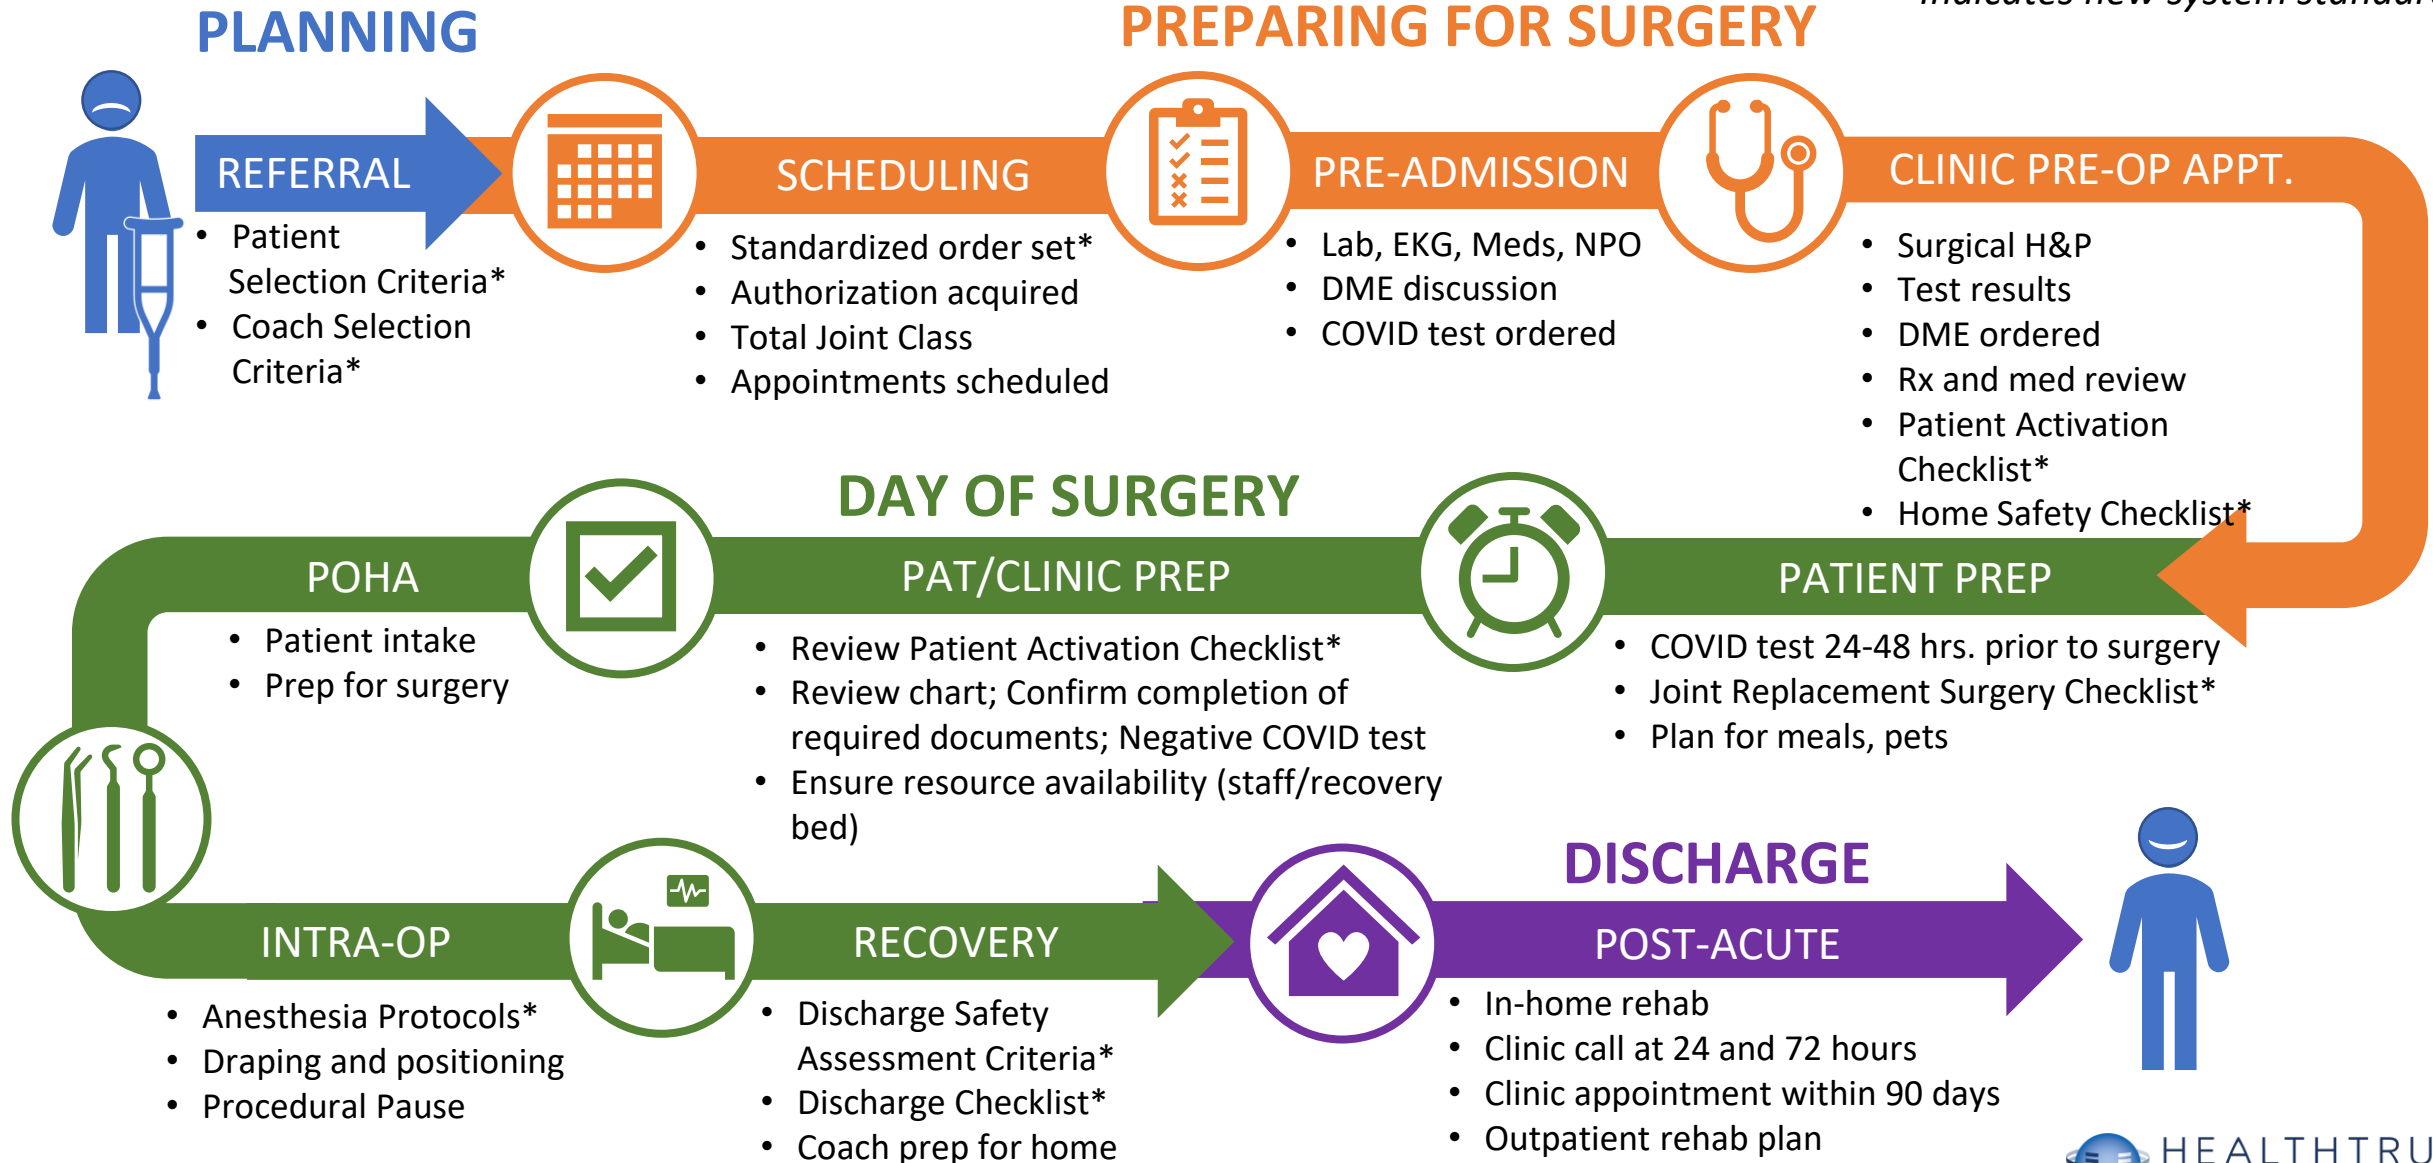 PLANNING
PREPARING FOR SURGERY
indicates new system standard
REFERRAL
SCHEDULING
PRE-ADMISSION
CLINIC PRE-OP APPT.
• Patient
Selection Criteria*
• Coach Selection
Criteria*
• Standardized order set*
• Authorization acquired
• Total Joint Class
• Appointments scheduled
• Lab, EKG, Meds, NPO
• DME discussion
• COVID test ordered
• Surgical H&P
• Test results
• DME ordered
• Rx and med review
• Patient Activation
Checklist*
• Home Safety Checklist*
DAY OF SURGERY
PATIENT PREP
• COVID test 24-48 hrs. prior to surgery
• Joint Replacement Surgery Checklist*
• Plan for meals, pets
PAT/CLINIC PREP
• Review Patient Activation Checklist*
• Review chart; Confirm completion of
required documents; Negative COVID test
• Ensure resource availability (staff/recovery
bed)
POHA
• Patient intake
• Prep for surgery
INTRA-OP
• Anesthesia Protocols*
• Draping and positioning
• Procedural Pause
RECOVERY
• Discharge Safety
Assessment Criteria*
• Discharge Checklist*
• Coach prep for home
DISCHARGE
POST-ACUTE
• In-home rehab
• Clinic call at 24 and 72 hours
• Clinic appointment within 90 days
• Outpatient rehab plan
HEALTHTRU